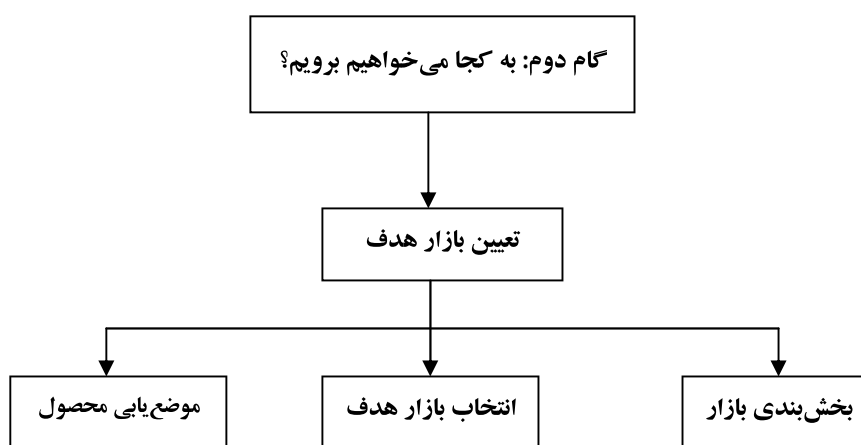 گام دوم: به کجا می‌خواهیم برویم؟
تعیین بازار هدف
بخش‌بندی بازار
انتخاب بازار هدف
موضع‌یابی محصول